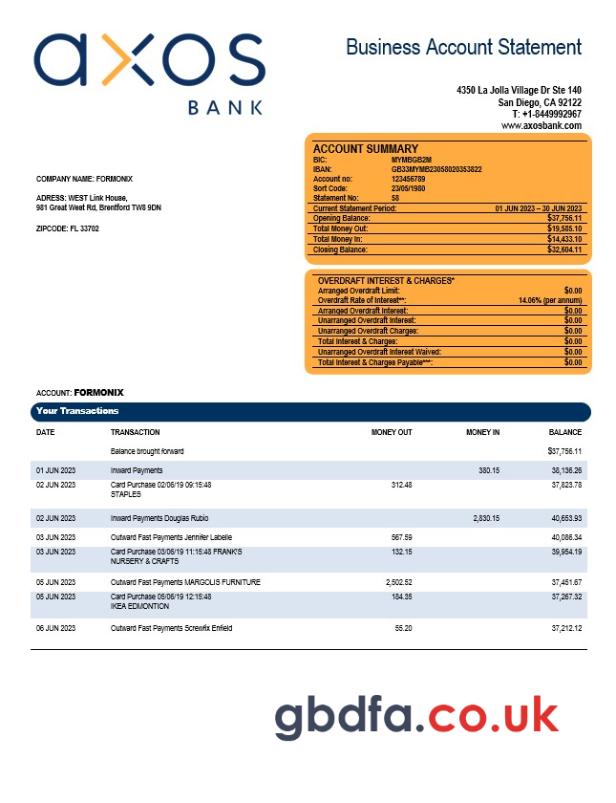 axos
BANK
Business Account Statement
4350 La Jolla Village Dr Ste 140
San Diego, CA 92122
T: +1-8449992967
www.axosbank.com
COMPANY NAME: FORMONIX
ADRESS: WEST Link House,
981 Great West Rd, Brentford TW8 9DN
ZIPCODE: FL 33702
ACCOUNT SUMMARY
BIC: MYMBGB2M
IBAN: GB33MYMB23058020353822
Account no: 123456789
Sort Code: 23/05/1980
Statement No: 58
Current Statement Period: 01 JUN 2023 – 30 JUN 2023
Opening Balance: $37,756.11
Total Money Out: $19,585.10
Total Money In: $14,433.10
Closing Balance: $32,604.11
OVERDRAFT INTEREST & CHARGES*
Arranged Overdraft Limit: $0.00
Overdraft Rate of Interest**: 14.06% (per annum)
Arranged Overdraft Interest: $0.00
Unarranged Overdraft Interest: $0.00
Unarranged Overdraft Charges: $0.00
Total Interest & Charges: $0.00
Unarranged Overdraft Interest Waived: $0.00
Total Interest & Charges Payable***: $0.00
ACCOUNT: FORMONIX
Your Transactions
DATE TRANSACTION MONEY OUT MONEY IN BALANCE
Balance brought forward $37,756.11
01 JUN 2023 Inward Payments 380.15 38,136.26
02 JUN 2023 Card Purchase 02/06/19 09:15:48 312.48 37,823.78
STAPLES
02 JUN 2023 Inward Payments Douglas Rubio 2,830.15 40,653.93
03 JUN 2023 Outward Fast Payments Jennifer Labelle 567.59 40,086.34
03 JUN 2023 Card Purchase 03/06/19 11:15:48 FRANK'S 132.15 39,954.19
NURSERY & CRAFTS
05 JUN 2023 Outward Fast Payments MARGOLIS FURNITURE 2,502.52 37,451.67
05 JUN 2023 Card Purchase 05/06/19 12:15:48 184.35 37,267.32
IKEA EDMONTION
06 JUN 2023 Outward Fast Payments Screwfix Enfield 55.20 37,212.12
gbdfa.co.uk